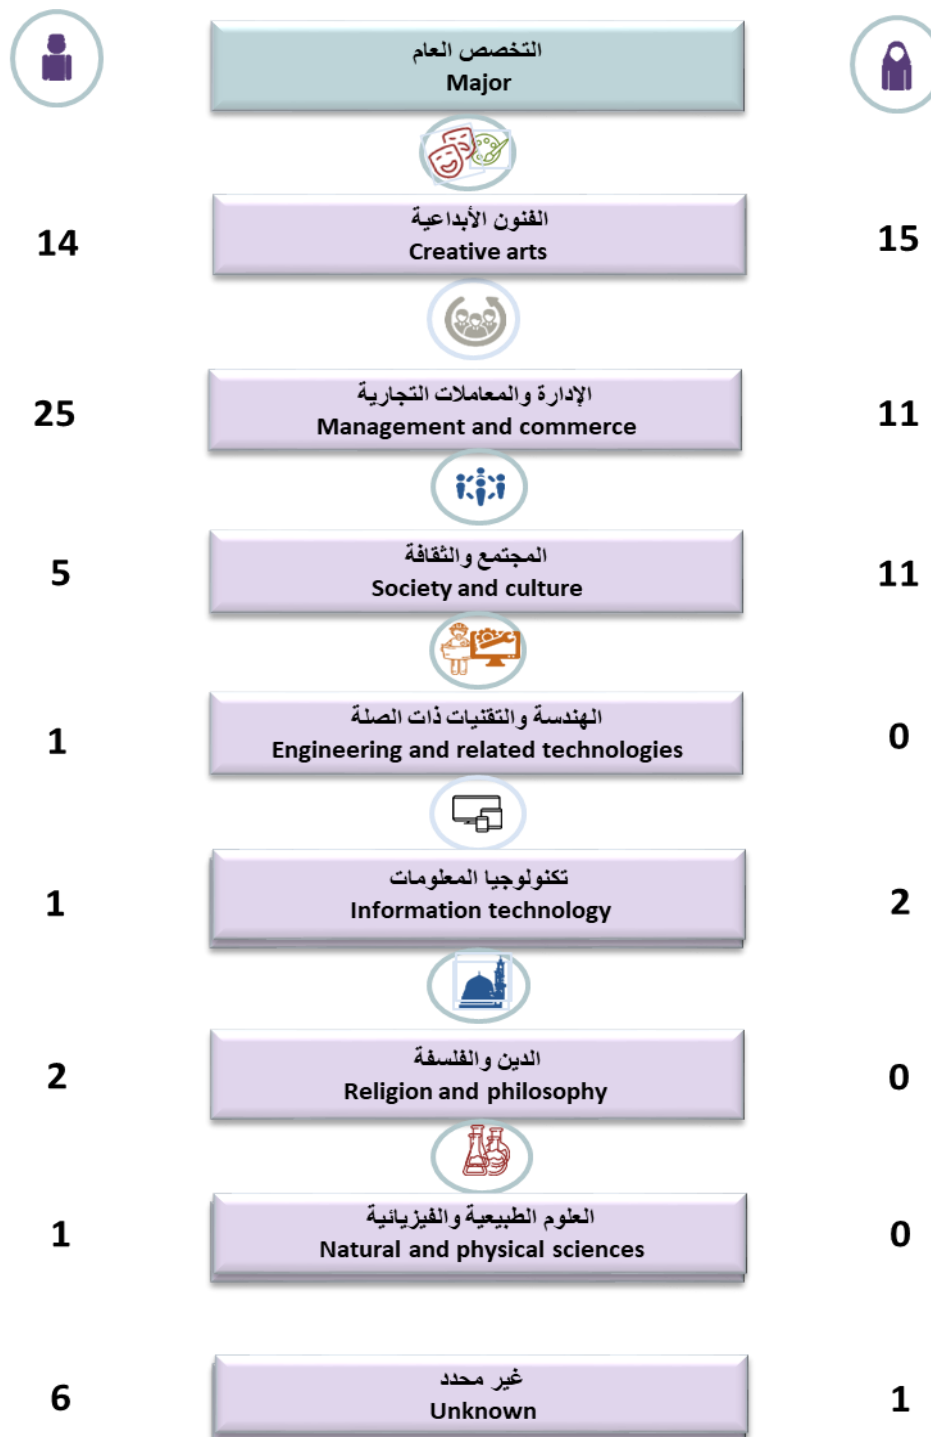 التخصص العام
Major
الفنون الأبداعية
Creative arts
14
15
الإدارة والمعاملات التجارية
Management and commerce
25
11
المجتمع والثقافة
Society and culture
5
11
الهندسة والتقنيات ذات الصلة
Engineering and related technologies
1
0
تكنولوجيا المعلومات
Information technology
1
2
الدين والفلسفة
Religion and philosophy
2
0
العلوم الطبيعية والفيزيائية
Natural and physical sciences
1
0
غير محدد
Unknown
6
1